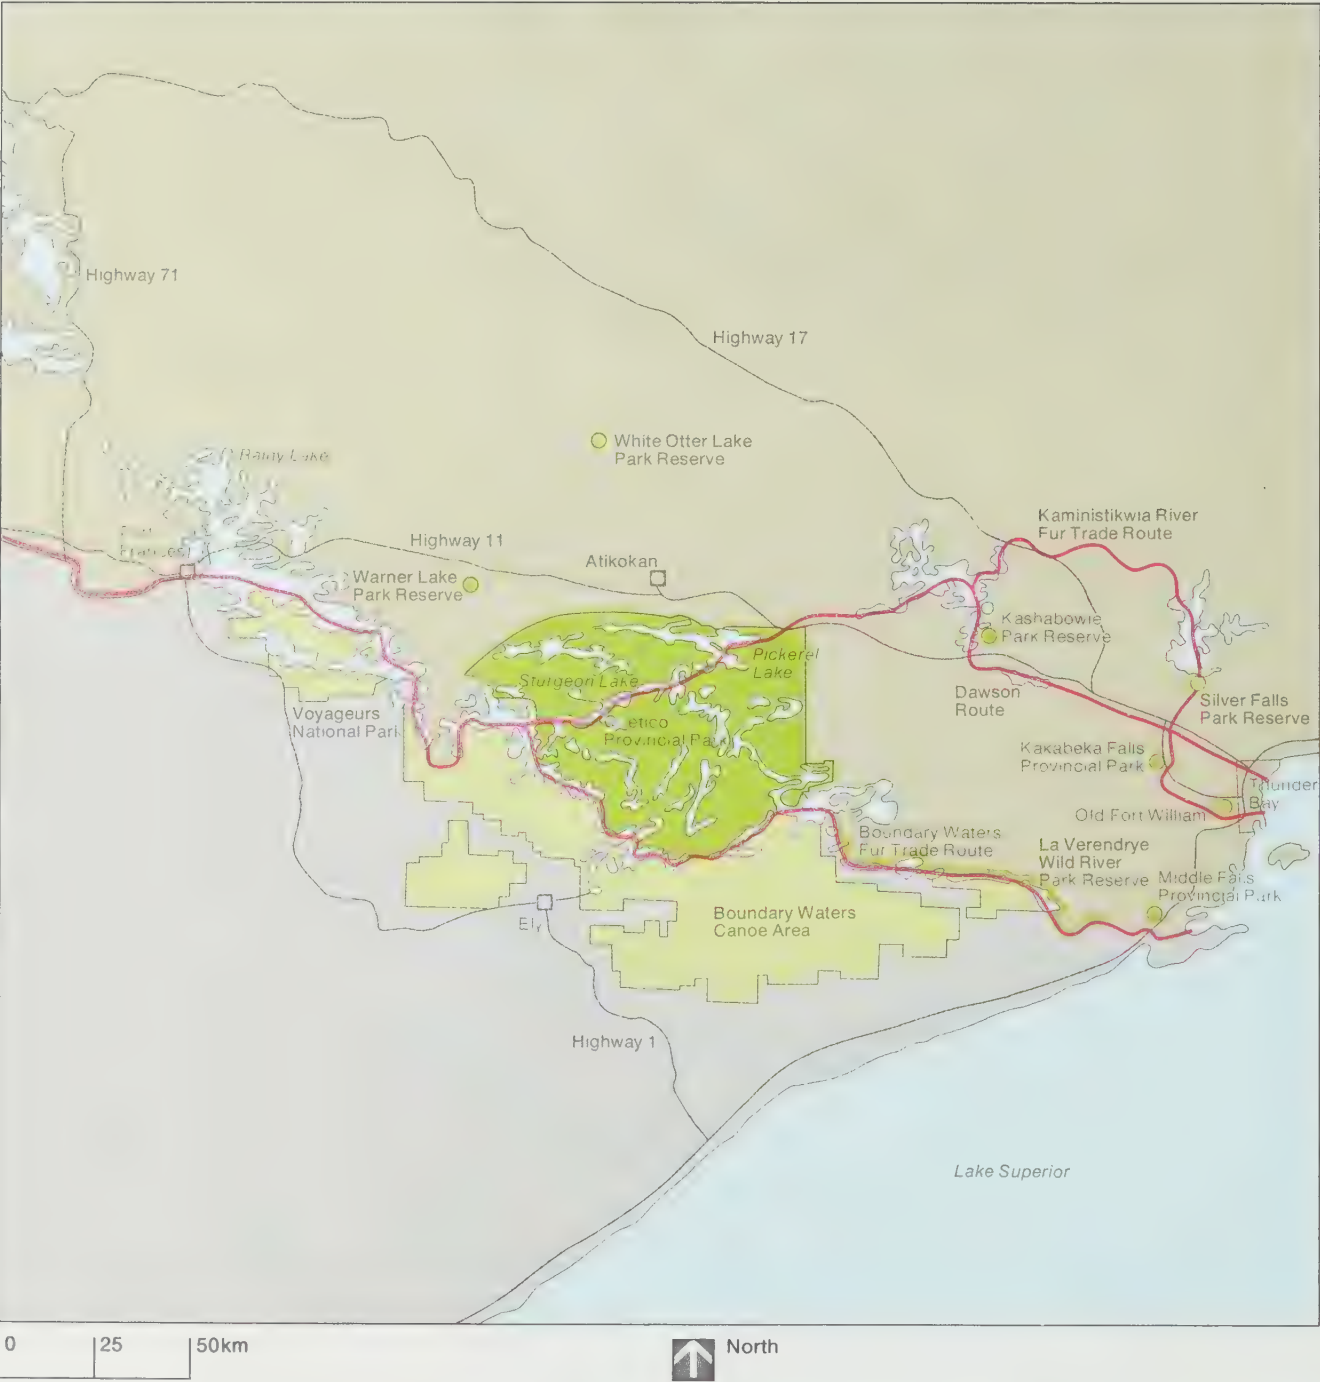 Highway 71
Highway 17
White Otter Lake
Park Reserve
Rainy Lake
Kaministikwia River
Fur Trade Route
Highway 11
Atikokan
Warner Lake
Park Reserve
Kashabowie
Park Reserve
Pickerel
Lake
Sturgeon Lake
Dawson
Route
Silver Falls
Park Reserve
Voyageurs
National Park
Provincial Park
Kakabeka Falls
Provincial Park
Thunder
Bay
Old Fort William
Boundary Waters
Fur Trade Route
La Verendrye
Wild River
Park Reserve
Middle Falls
Provincial Park
Boundary Waters
Canoe Area
Ely
Highway 1
Lake Superior
0 25 50km
North